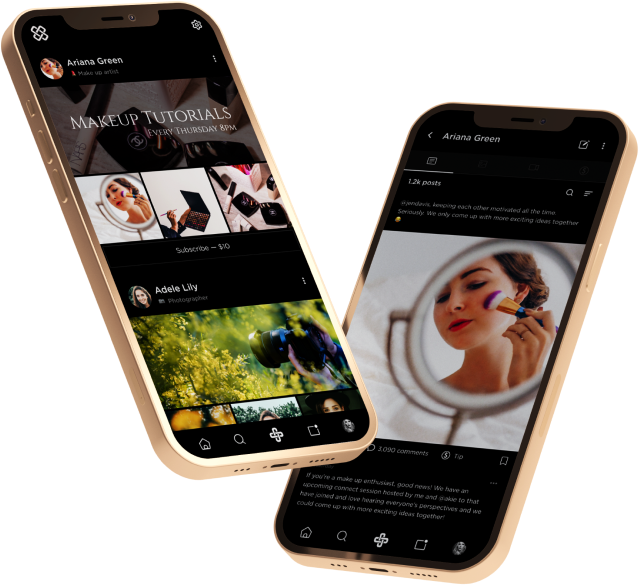 Ariana Green
Make up artist
MAKEUP TUTORIALS
EVERY THURSDAY 8PM
Subscribe ~ $10
Adele Lily
Photographer
Ariana Green
1.2k posts
@jendavis, keeping each other motivated all the time.
Seriously. We only come up with more exciting ideas together
3,090 comments
Tip
If you're a make up enthusiast, good news! We have an
upcoming connect session hosted by me and @akie to that
have joined and love hearing everyone's perspectives and we
could come up with more exciting ideas together!